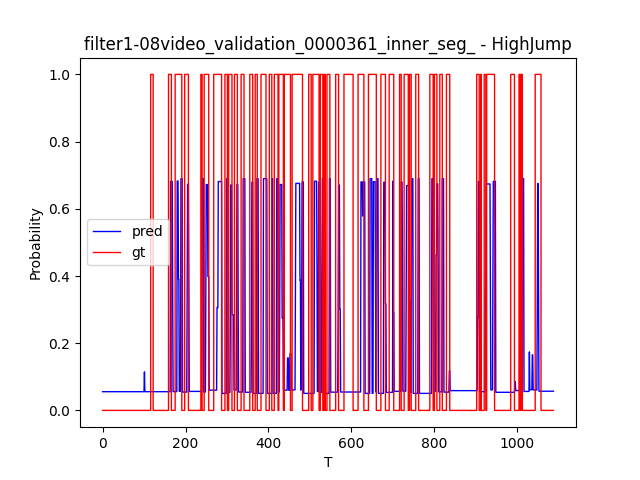 filter1-08video_validation_0000361_inner_seg_ - HighJump
1.0
0.8
0.6
0.4
0.2
0.0
Probability
pred
gt
0 200 400 600 800 1000
T